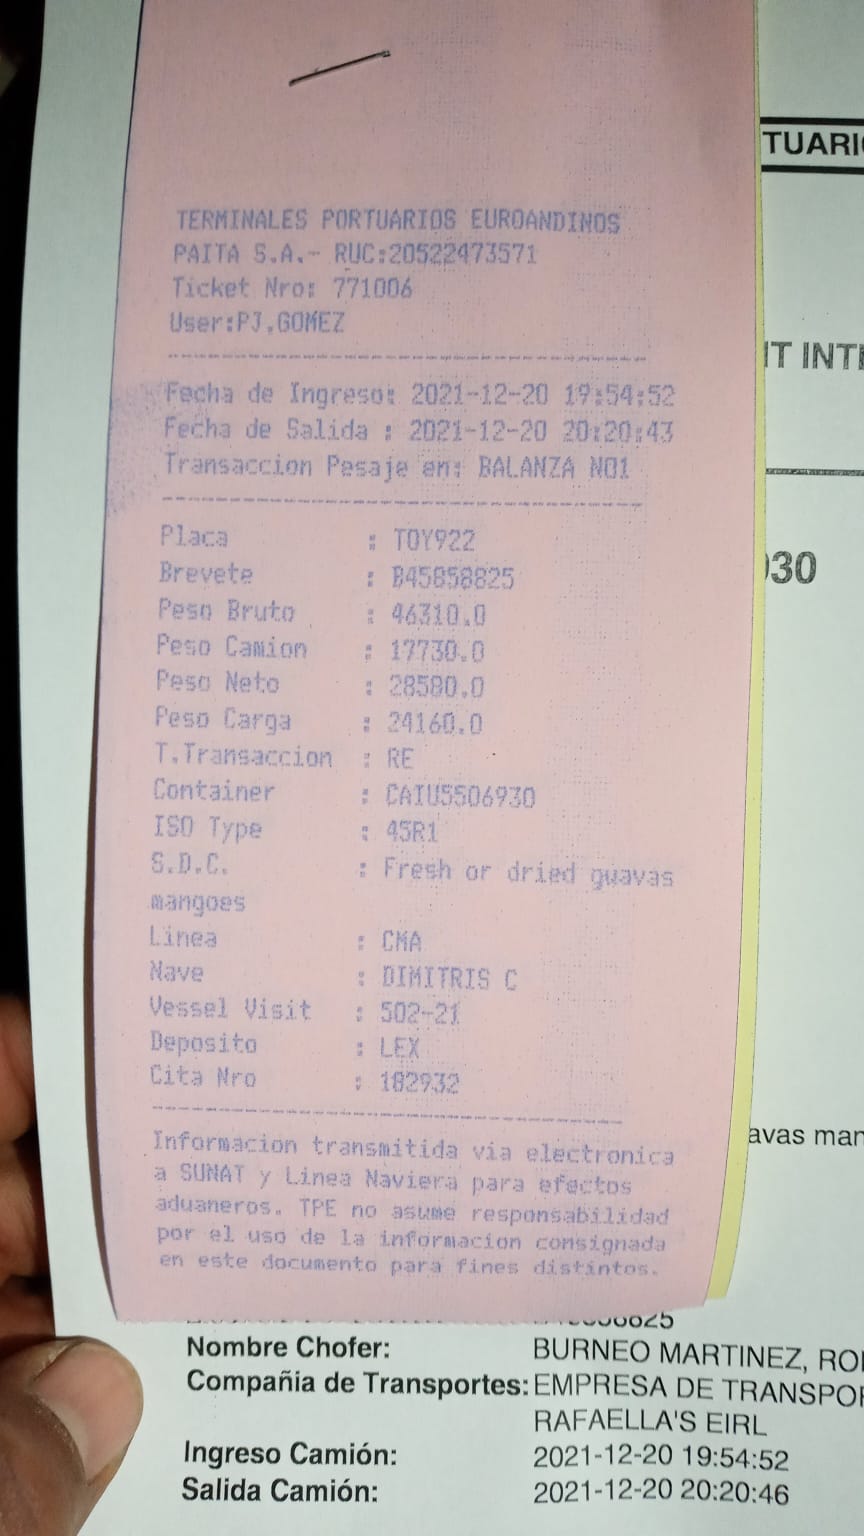 TERMINALES PORTUARIOS EUROANDINOS
PAITA S.A.- RUC:20522473571
Ticket Nro: 771006
User:PJ.GOMEZ
Fecha de Ingreso: 2021-12-20 19:54:52
Fecha de Salida : 2021-12-20 20:20:43
Transaccion Pesaje en: BALANZA N01
Placa : TOY922
Brevete : B45858825
Peso Bruto : 46310.0
Peso Camion : 17730.0
Peso Neto : 28580.0
Peso Carga : 24160.0
T.Transaccion : RE
Container : CAIU5506930
ISO Type : 45R1
S.D.C. : Fresh or dried guavas
mangoes
Linea : CMA
Nave : DIMITRIS C
Vessel Visit : 502-21
Deposito : LEX
Cita Nro : 182932
Informacion transmitida via electronica
a SUNAT y Linea Naviera para efectos
aduaneros. TPE no asume responsabilidad
por el uso de la informacion consignada
en este documento para fines distintos.
TUARIO
IT INTE
930
avas man
Nombre Chofer: BURNEO MARTINEZ, RO
Compañia de Transportes: EMPRESA DE TRANSPOR
RAFAELLA'S EIRL
Ingreso Camión: 2021-12-20 19:54:52
Salida Camión: 2021-12-20 20:20:46